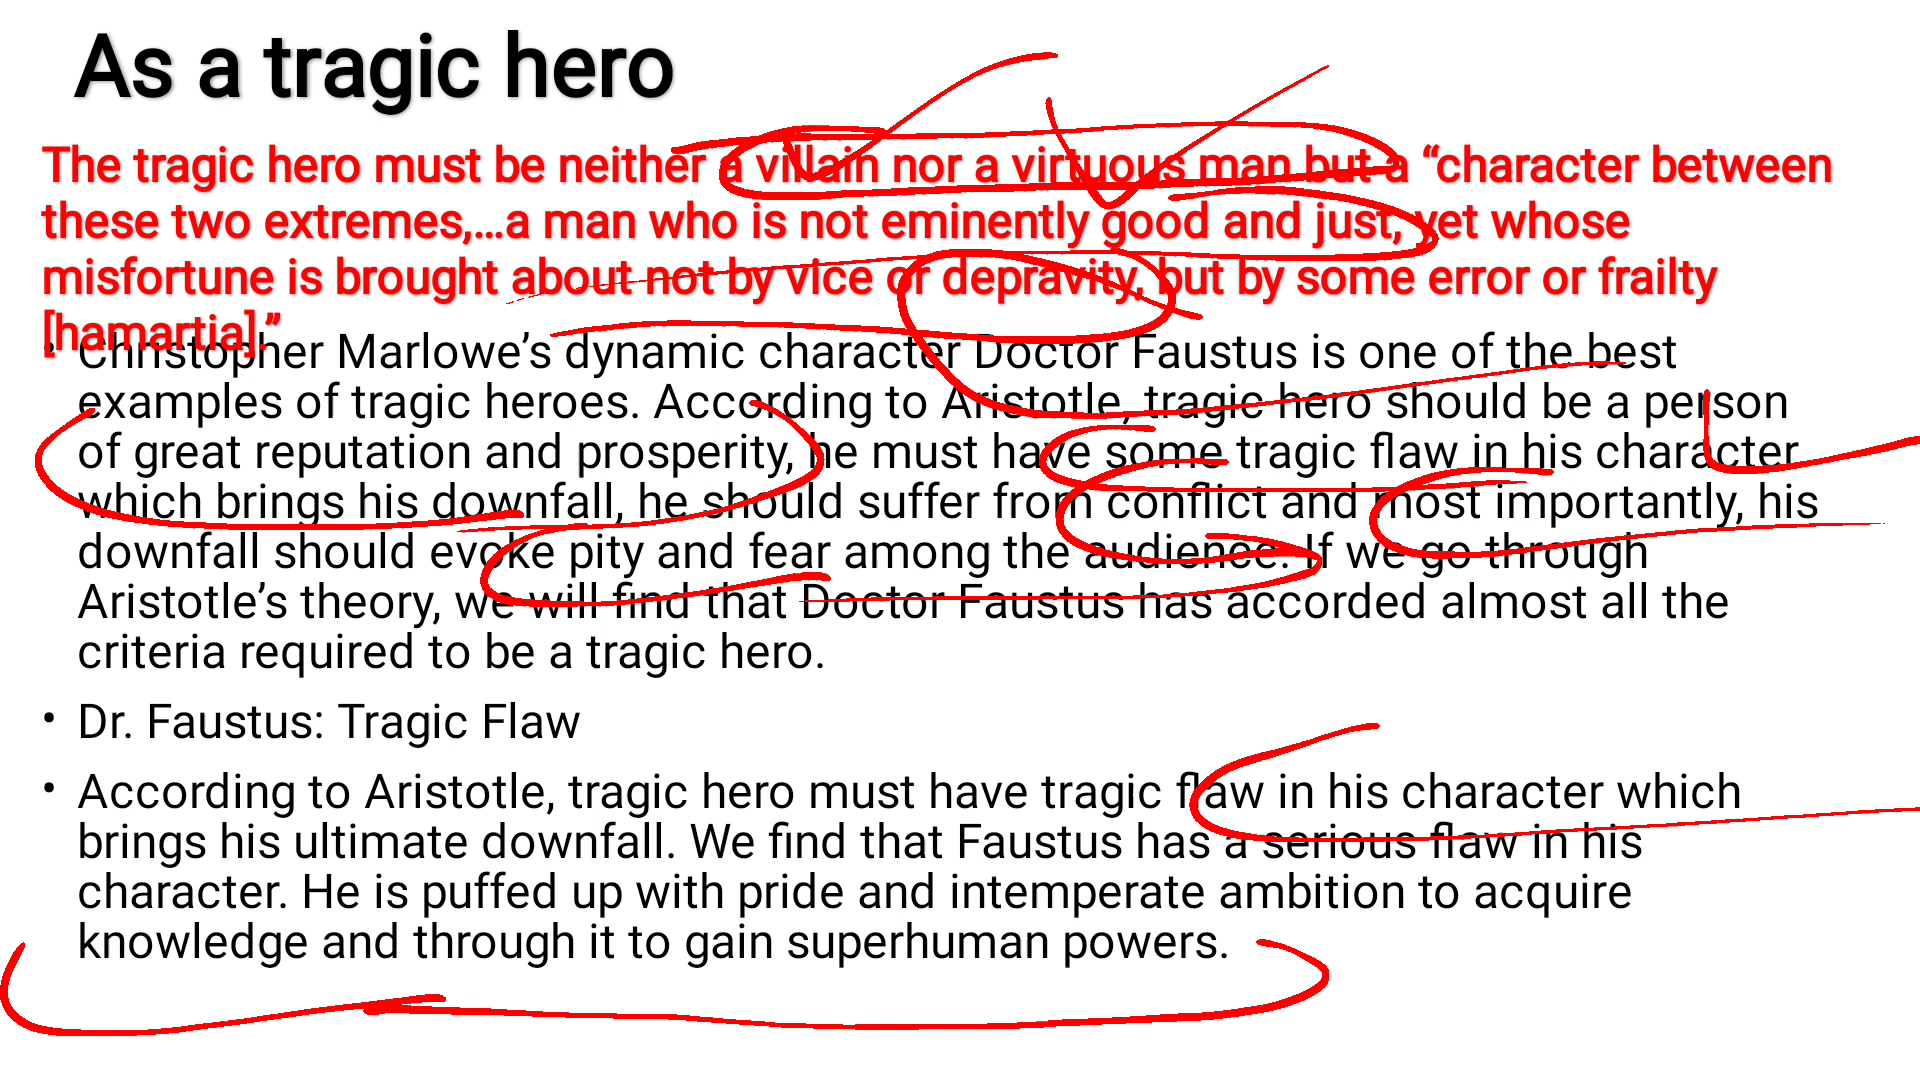 As a tragic hero
The tragic hero must be neither a villain nor a virtuous man but a “character between
these two extremes,...a man who is not eminently good and just, yet whose
misfortune is brought about not by vice or depravity, but by some error or frailty
[hamartia].”
• Christopher Marlowe’s dynamic character Doctor Faustus is one of the best
examples of tragic heroes. According to Aristotle, tragic hero should be a person
of great reputation and prosperity, he must have some tragic flaw in his character
which brings his downfall, he should suffer from conflict and most importantly, his
downfall should evoke pity and fear among the audience. If we go through
Aristotle’s theory, we will find that Doctor Faustus has accorded almost all the
criteria required to be a tragic hero.
• Dr. Faustus: Tragic Flaw
• According to Aristotle, tragic hero must have tragic flaw in his character which
brings his ultimate downfall. We find that Faustus has a serious flaw in his
character. He is puffed up with pride and intemperate ambition to acquire
knowledge and through it to gain superhuman powers.